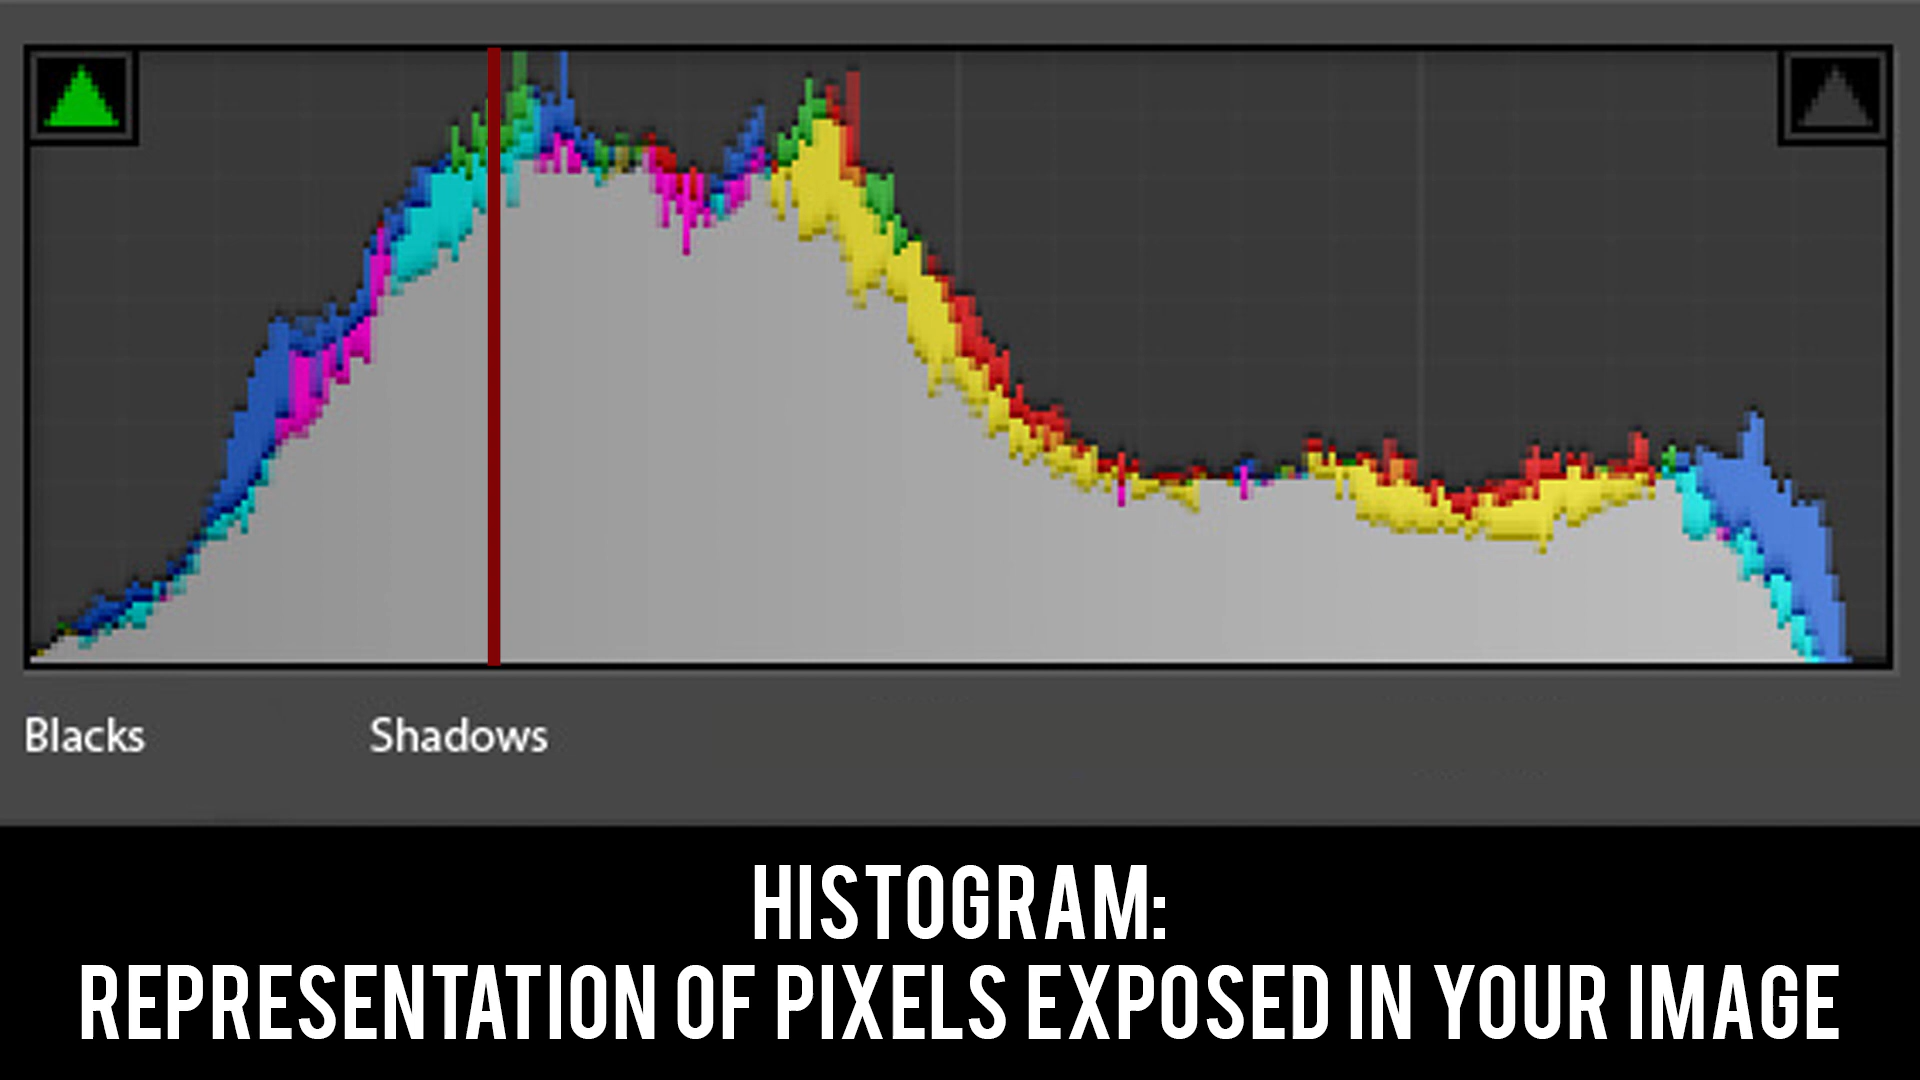 Blacks Shadows
HISTOGRAM:
REPRESENTATION OF PIXELS EXPOSED IN YOUR IMAGE